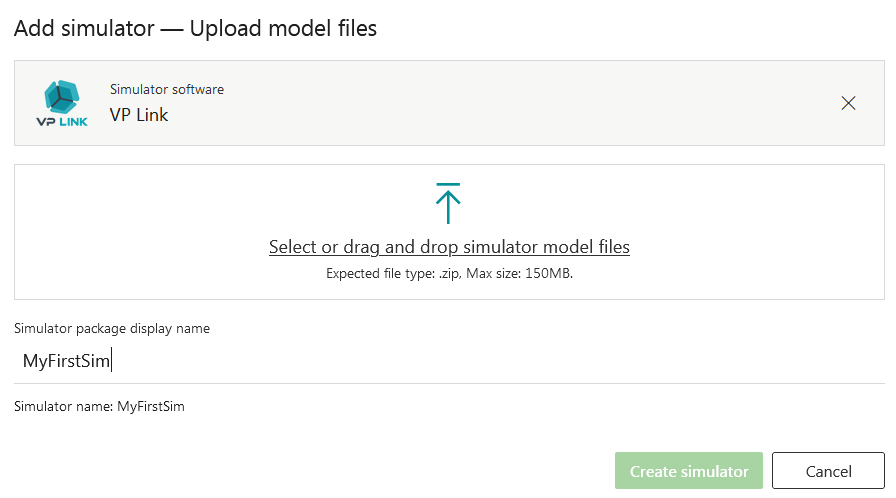 Add simulator — Upload model files
Simulator software
VP Link
VP LINK
Select or drag and drop simulator model files
Expected file type: .zip, Max size: 150MB.
Simulator package display name
MyFirstSim
Simulator name: MyFirstSim
Create simulator
Cancel